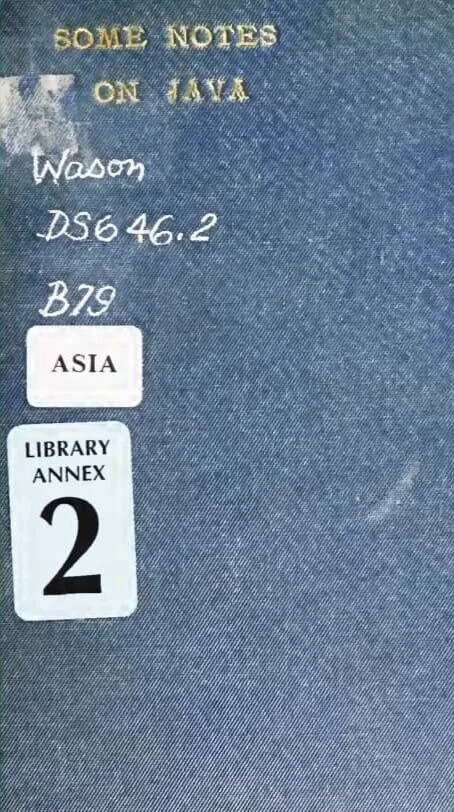 SOME NOTES
ON JAVA
Wason
DS646.2
B79
ASIA
LIBRARY
ANNEX
2